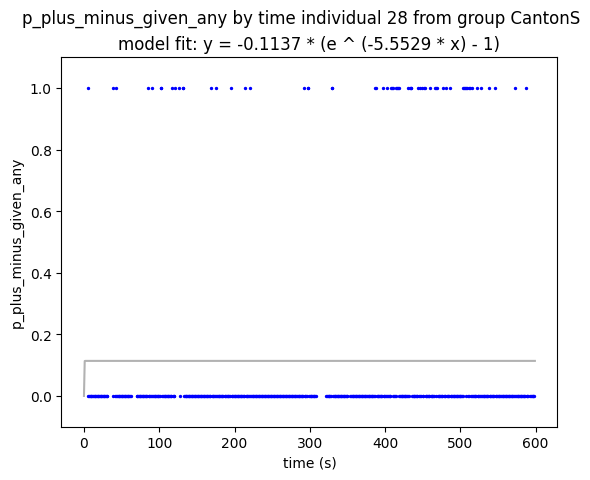 p_plus_minus_given_any by time individual 28 from group CantonS
model fit: y = -0.1137 * (e ^ (-5.5529 * x) - 1)
1.0
0.8
0.6
0.4
0.2
0.0
p_plus_minus_given_any
0 100 200 300 400 500 600
time (s)